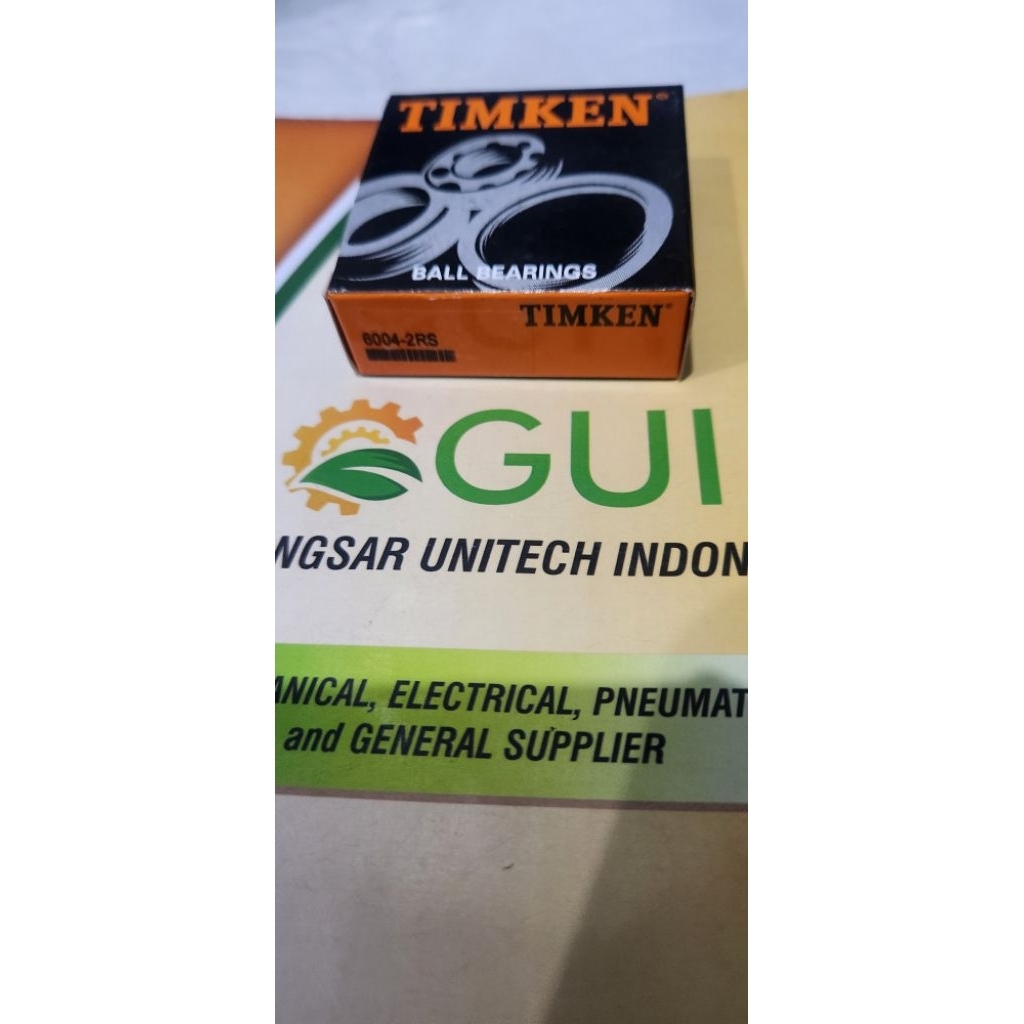 TIMKEN®
BALL BEARINGS
TIMKEN®
6004-2RS
GUI
NGSAR UNITECH INDON
ANICAL, ELECTRICAL, PNEUMAT
and GENERAL SUPPLIER